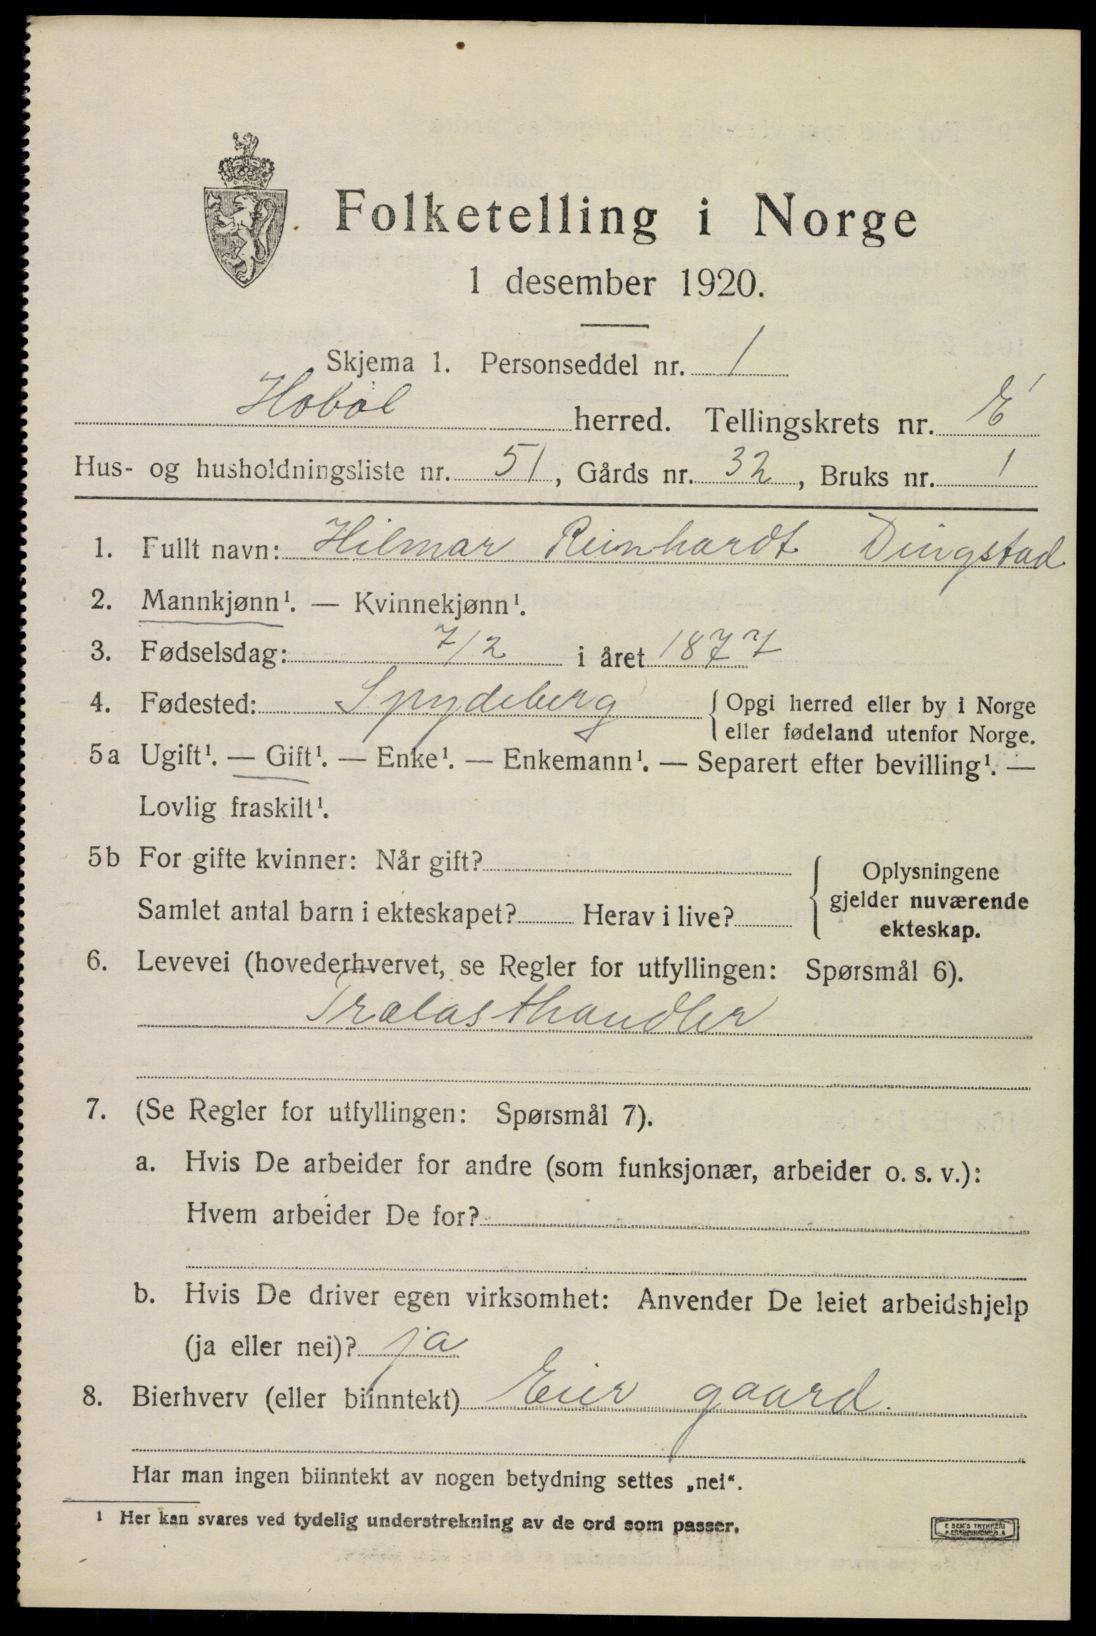 Folketelling i Norge
1 desember 1920.
Skjema 1. Personseddel nr. 1
Hobøl herred. Tellingskrets nr. 6
Hus- og husholdningsliste nr. 51, Gårds nr. 32, Bruks nr. 1
1. Fullt navn: Hilmar Reinhardt Dingstad
2. Mannkjønn¹. — Kvinnekjønn¹.
3. Fødselsdag: 7/2 i året 1877
4. Fødested: Spydeberg { Opgi herred eller by i Norge
eller fødeland utenfor Norge.
5a Ugift¹. — Gift¹. — Enke¹. — Enkemann¹. — Separert efter bevilling¹. —
Lovlig fraskilt¹.
5b For gifte kvinner: Når gift?
Samlet antal barn i ekteskapet? Herav i live?
{ Oplysningene
gjelder nuværende
ekteskap.
6. Levevei (hovederhvervet, se Regler for utfyllingen: Spørsmål 6).
Trælasthandler
7. (Se Regler for utfyllingen: Spørsmål 7).
a. Hvis De arbeider for andre (som funksjonær, arbeider o. s. v.):
Hvem arbeider De for?
b. Hvis De driver egen virksomhet: Anvender De leiet arbeidshjelp
(ja eller nei)? ja
8. Bierhverv (eller biinntekt) Eier gaard.
Har man ingen biinntekt av nogen betydning settes „nei“.
¹ Her kan svares ved tydelig understrekning av de ord som passer.